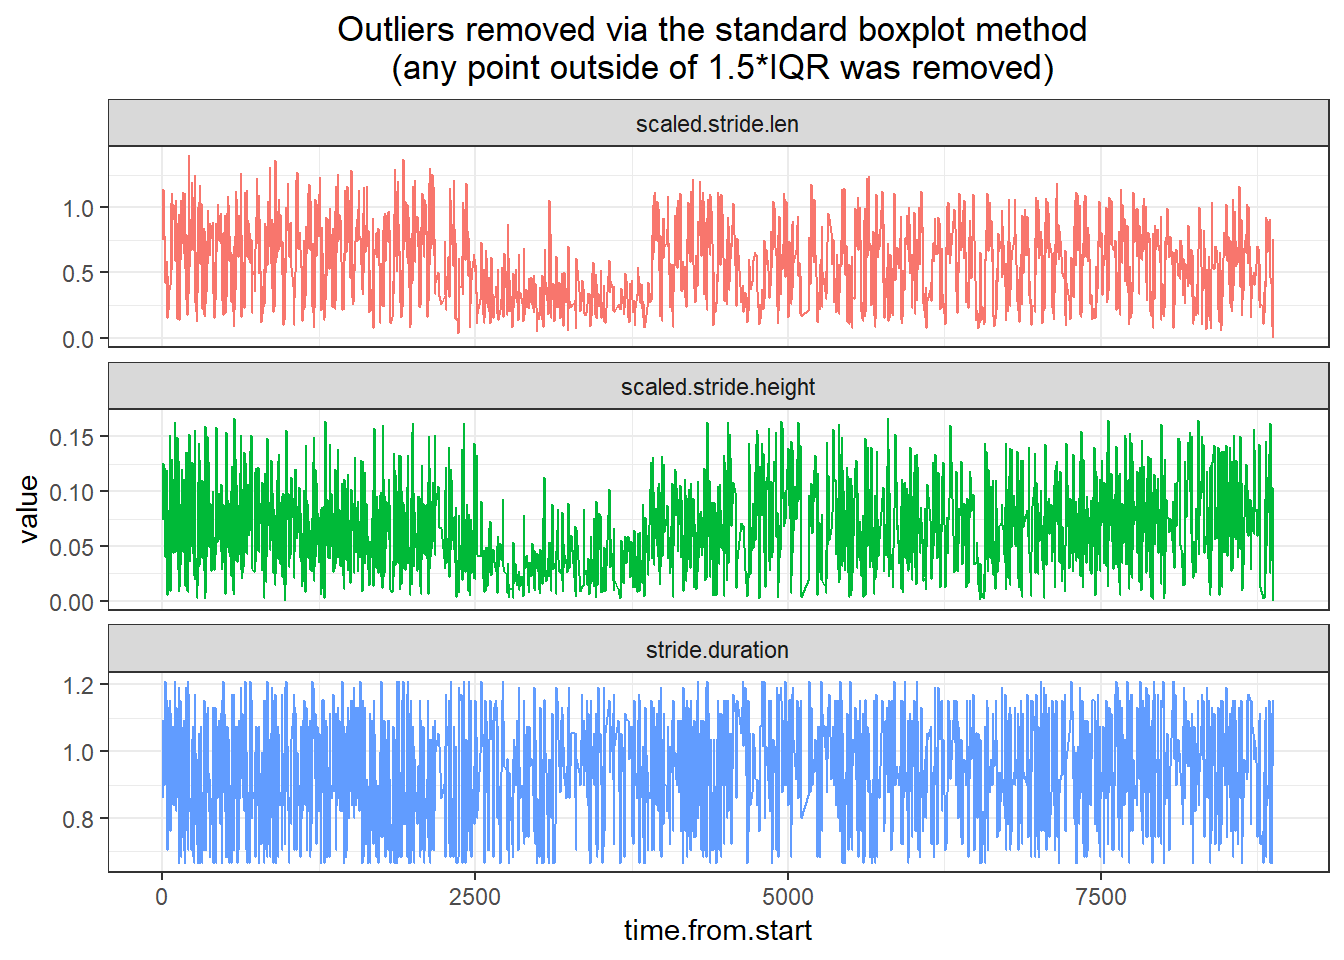 Outliers removed via the standard boxplot method
(any point outside of 1.5*IQR was removed)
scaled.stride.len
1.0
0.5
0.0
scaled.stride.height
0.15
0.10
0.05
0.00
value
stride.duration
1.2
1.0
0.8
0 2500 5000 7500
time.from.start